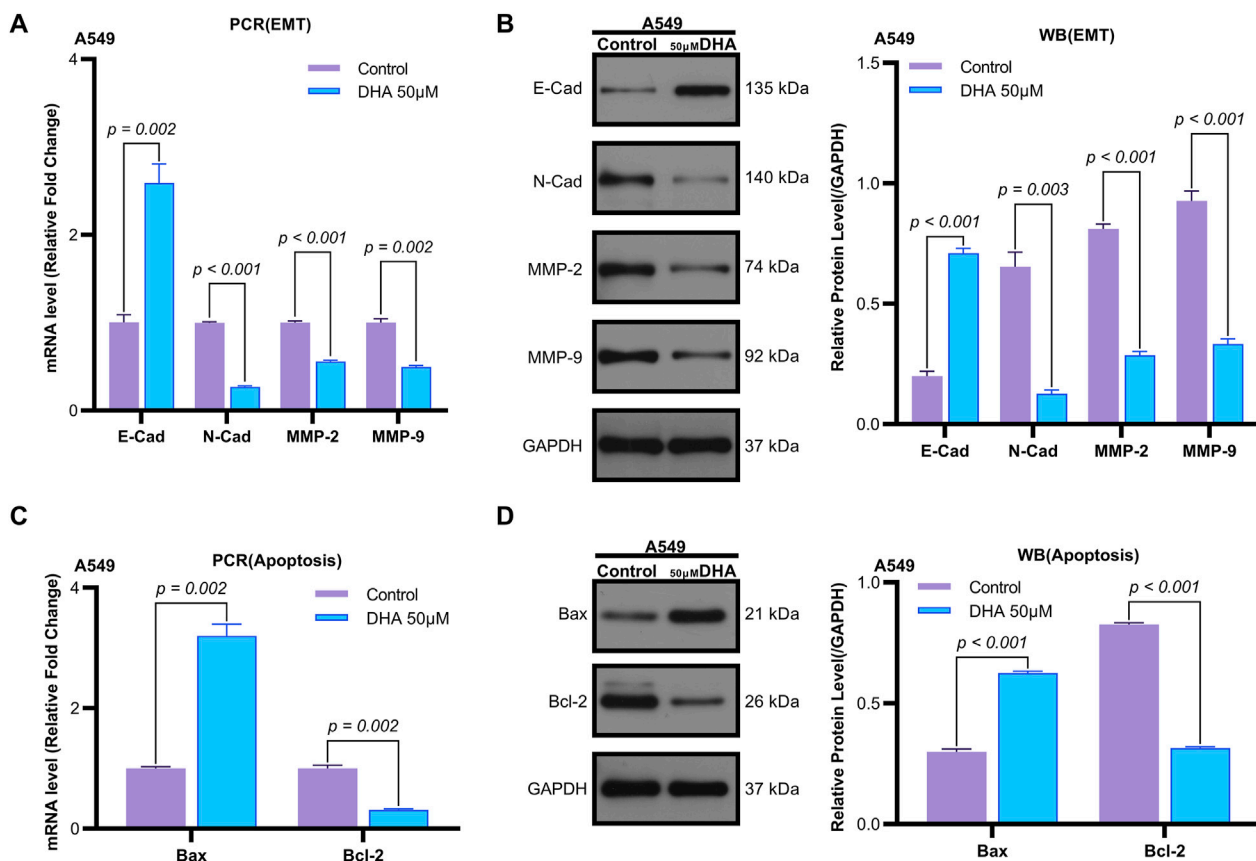 A
PCR(EMT)
A549
mRNA level (Relative Fold Change)
4
2
0
Control
DHA 50μM
p = 0.002
p < 0.001
p < 0.001
p = 0.002
E-Cad
N-Cad
MMP-2
MMP-9
B
A549
Control 50μMDHA
E-Cad 135 kDa
N-Cad 140 kDa
MMP-2 74 kDa
MMP-9 92 kDa
GAPDH 37 kDa
WB(EMT)
A549
Relative Protein Level(/GAPDH)
1.5
1.0
0.5
0.0
Control
DHA 50μM
p < 0.001
p = 0.003
p < 0.001
p < 0.001
E-Cad
N-Cad
MMP-2
MMP-9
C
PCR(Apoptosis)
A549
mRNA level (Relative Fold Change)
4
2
0
Control
DHA 50μM
p = 0.002
p = 0.002
Bax
Bcl-2
D
A549
Control 50μMDHA
Bax 21 kDa
Bcl-2 26 kDa
GAPDH 37 kDa
WB(Apoptosis)
A549
Relative Protein Level(/GAPDH)
1.0
0.5
0.0
Control
DHA 50μM
p < 0.001
p < 0.001
Bax
Bcl-2